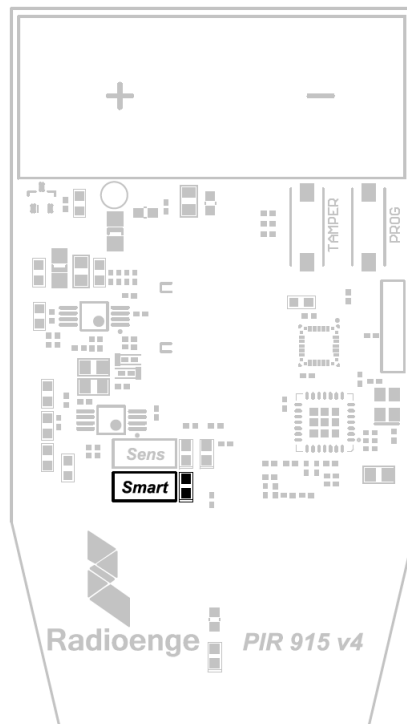 + −
TAMPER
PROG
Sens
Smart
Radioenge PIR 915 v4